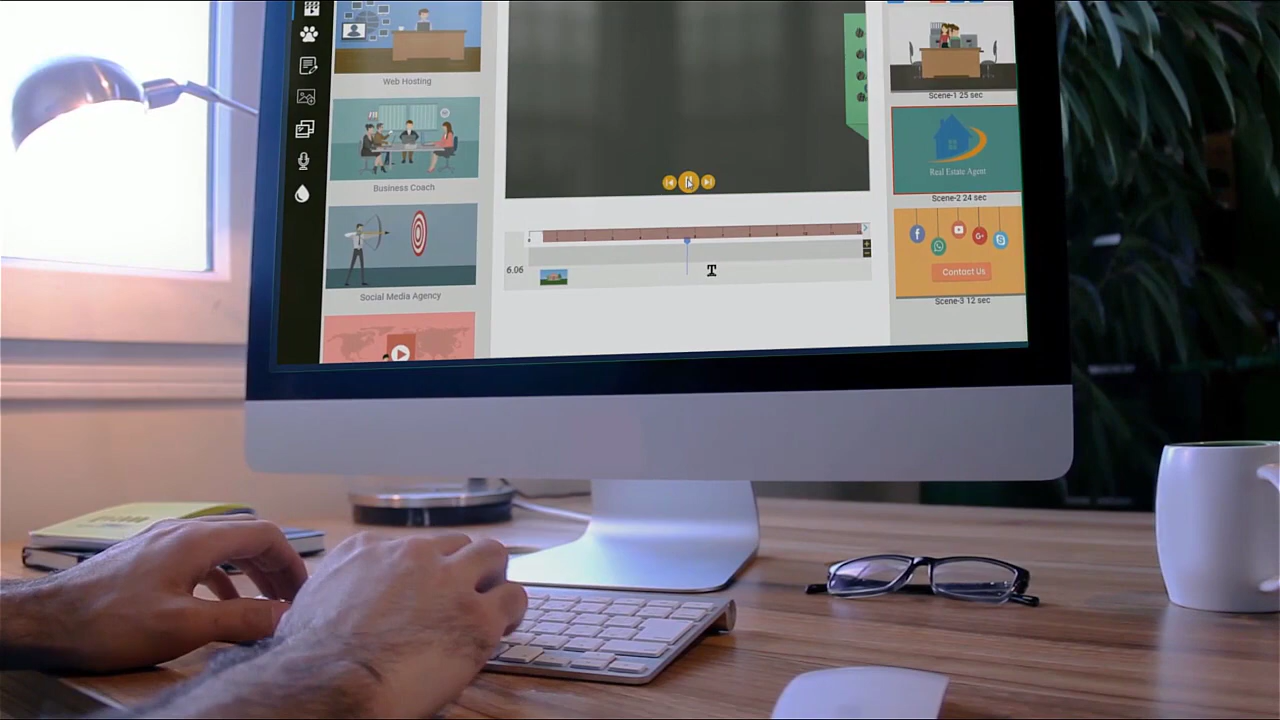 Web Hosting
Business Coach
Social Media Agency
6.06
T
Scene-1 25 sec
Real Estate Agent
Scene-2 24 sec
Contact Us
Scene-3 12 sec